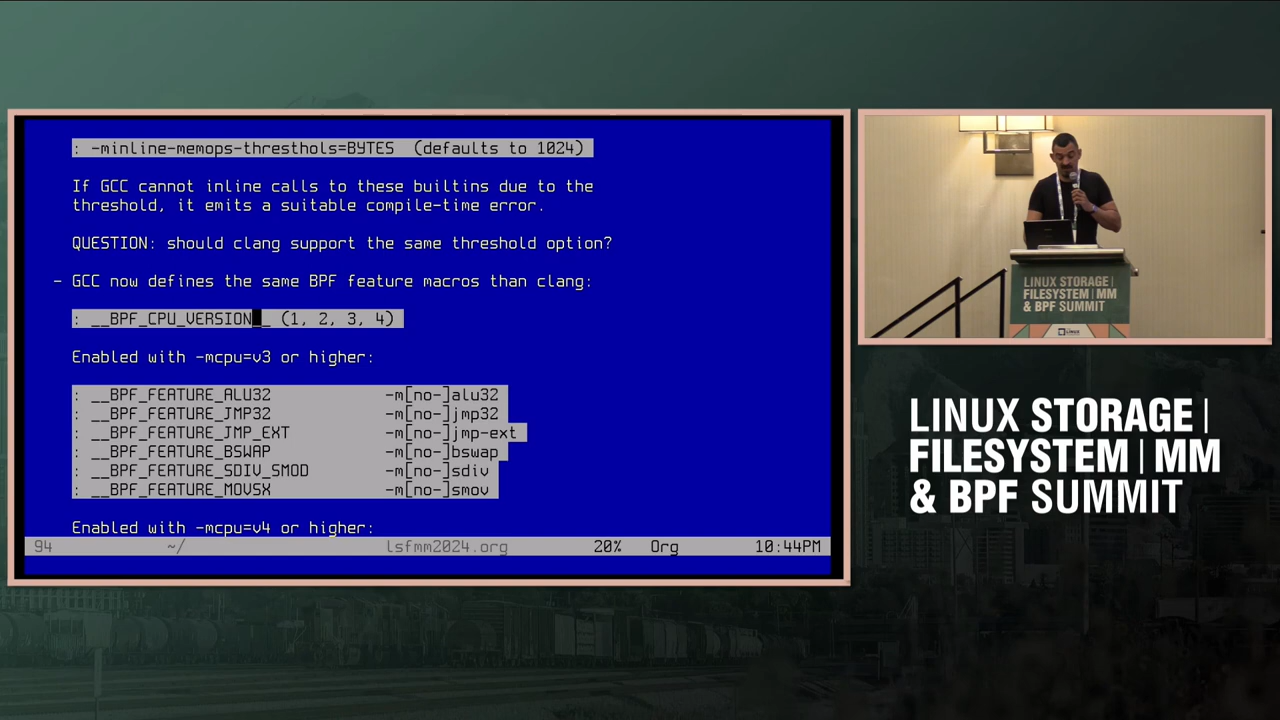 : -minline-memops-thresthols=BYTES (defaults to 1024)
If GCC cannot inline calls to these builtins due to the
threshold, it emits a suitable compile-time error.
QUESTION: should clang support the same threshold option?
- GCC now defines the same BPF feature macros than clang:
: __BPF_CPU_VERSION__ (1, 2, 3, 4)
Enabled with -mcpu=v3 or higher:
: __BPF_FEATURE_ALU32 -m[no-]alu32
: __BPF_FEATURE_JMP32 -m[no-]jmp32
: __BPF_FEATURE_JMP_EXT -m[no-]jmp-ext
: __BPF_FEATURE_BSWAP -m[no-]bswap
: __BPF_FEATURE_SDIV_SMOD -m[no-]sdiv
: __BPF_FEATURE_MOVSX -m[no-]smov
Enabled with -mcpu=v4 or higher:
94 ~/ lsfmm2024.org 20% Org 10:44PM
LINUX STORAGE |
FILESYSTEM | MM
& BPF SUMMIT
LINUX
LINUX STORAGE |
FILESYSTEM | MM
& BPF SUMMIT